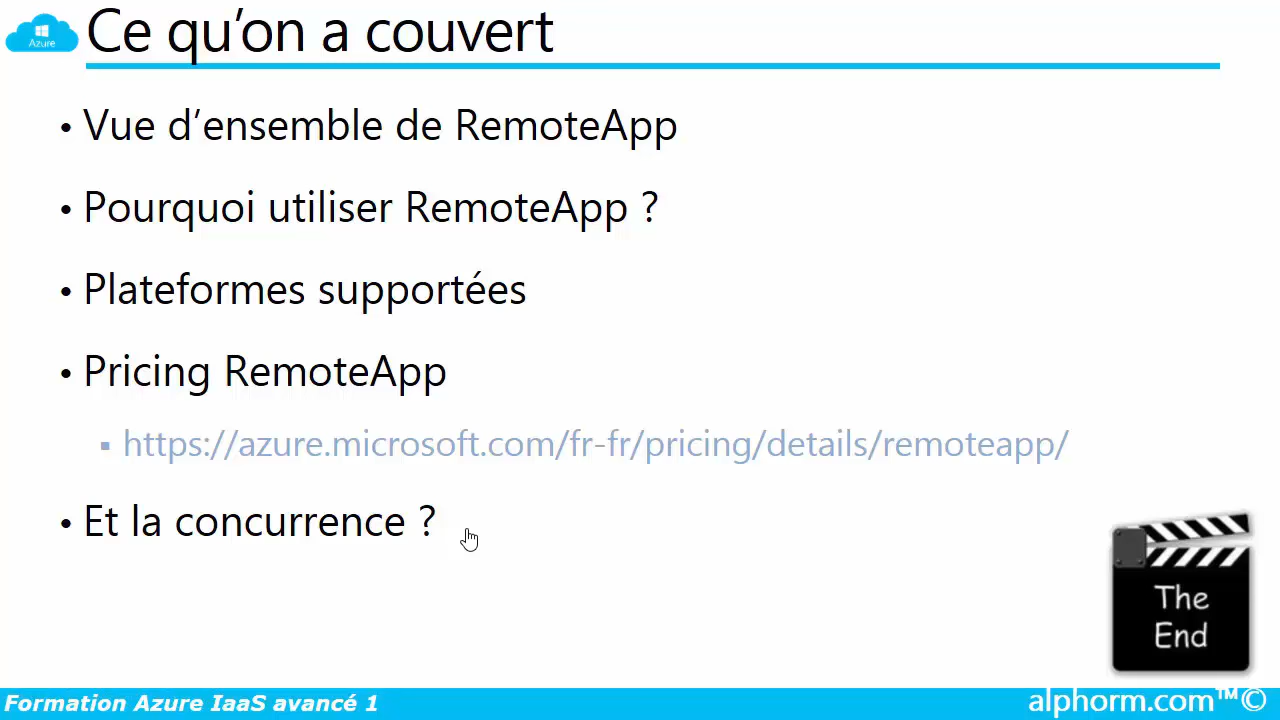 Azure
Ce qu’on a couvert
• Vue d’ensemble de RemoteApp
• Pourquoi utiliser RemoteApp ?
• Plateformes supportées
• Pricing RemoteApp
▪ https://azure.microsoft.com/fr-fr/pricing/details/remoteapp/
• Et la concurrence ?
The
End
Formation Azure IaaS avancé 1
alphorm.com™©